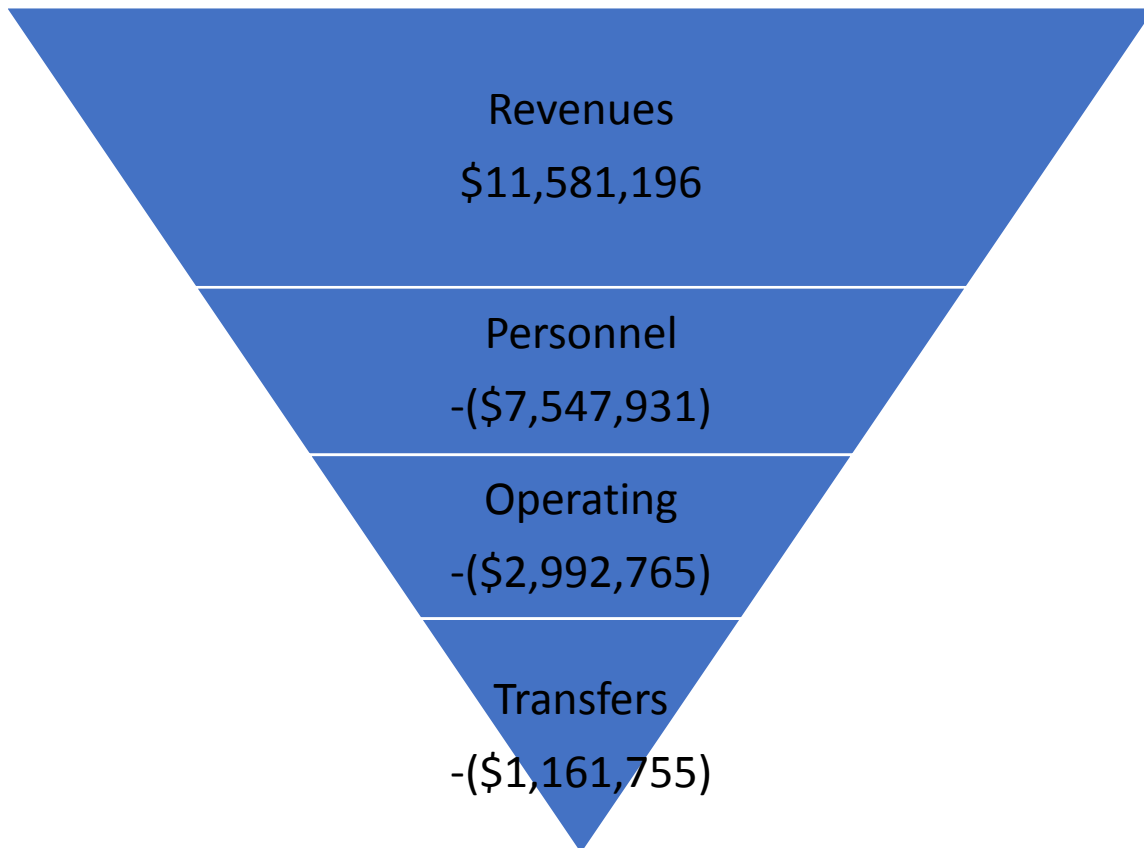 Revenues
$11,581,196
Personnel
-($7,547,931)
Operating
-($2,992,765)
Transfers
-($1,161,755)